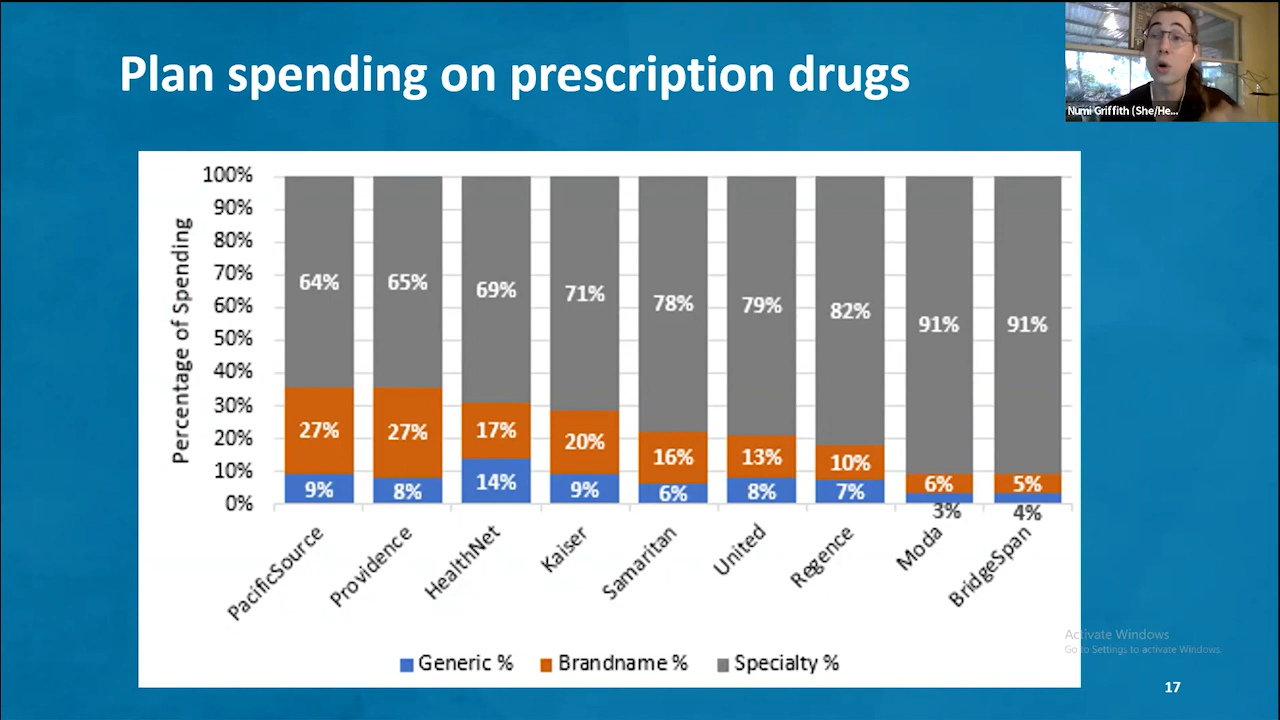 Plan spending on prescription drugs
Numi Griffith (She/He...
Percentage of Spending
100%
90%
80%
70%
60%
50%
40%
30%
20%
10%
0%
64% 65% 69% 71% 78% 79% 82% 91% 91%
27% 27% 17% 20% 16% 13% 10% 6% 5%
9% 8% 14% 9% 6% 8% 7% 3% 4%
PacificSource Providence HealthNet Kaiser Samaritan United Regence Moda BridgeSpan
Generic % Brandname % Specialty %
Activate Windows
Go to Settings to activate Windows.
17